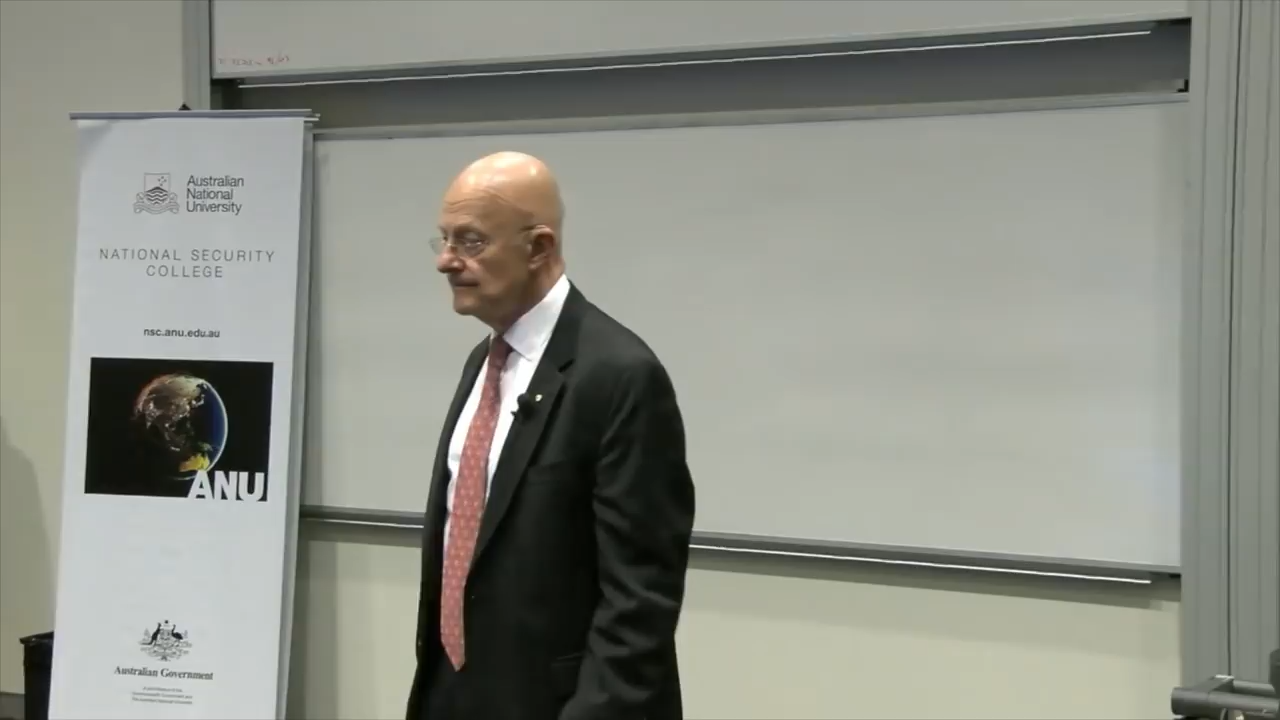 Australian
National
University
NATIONAL SECURITY
COLLEGE
nsc.anu.edu.au
ANU
Australian Government